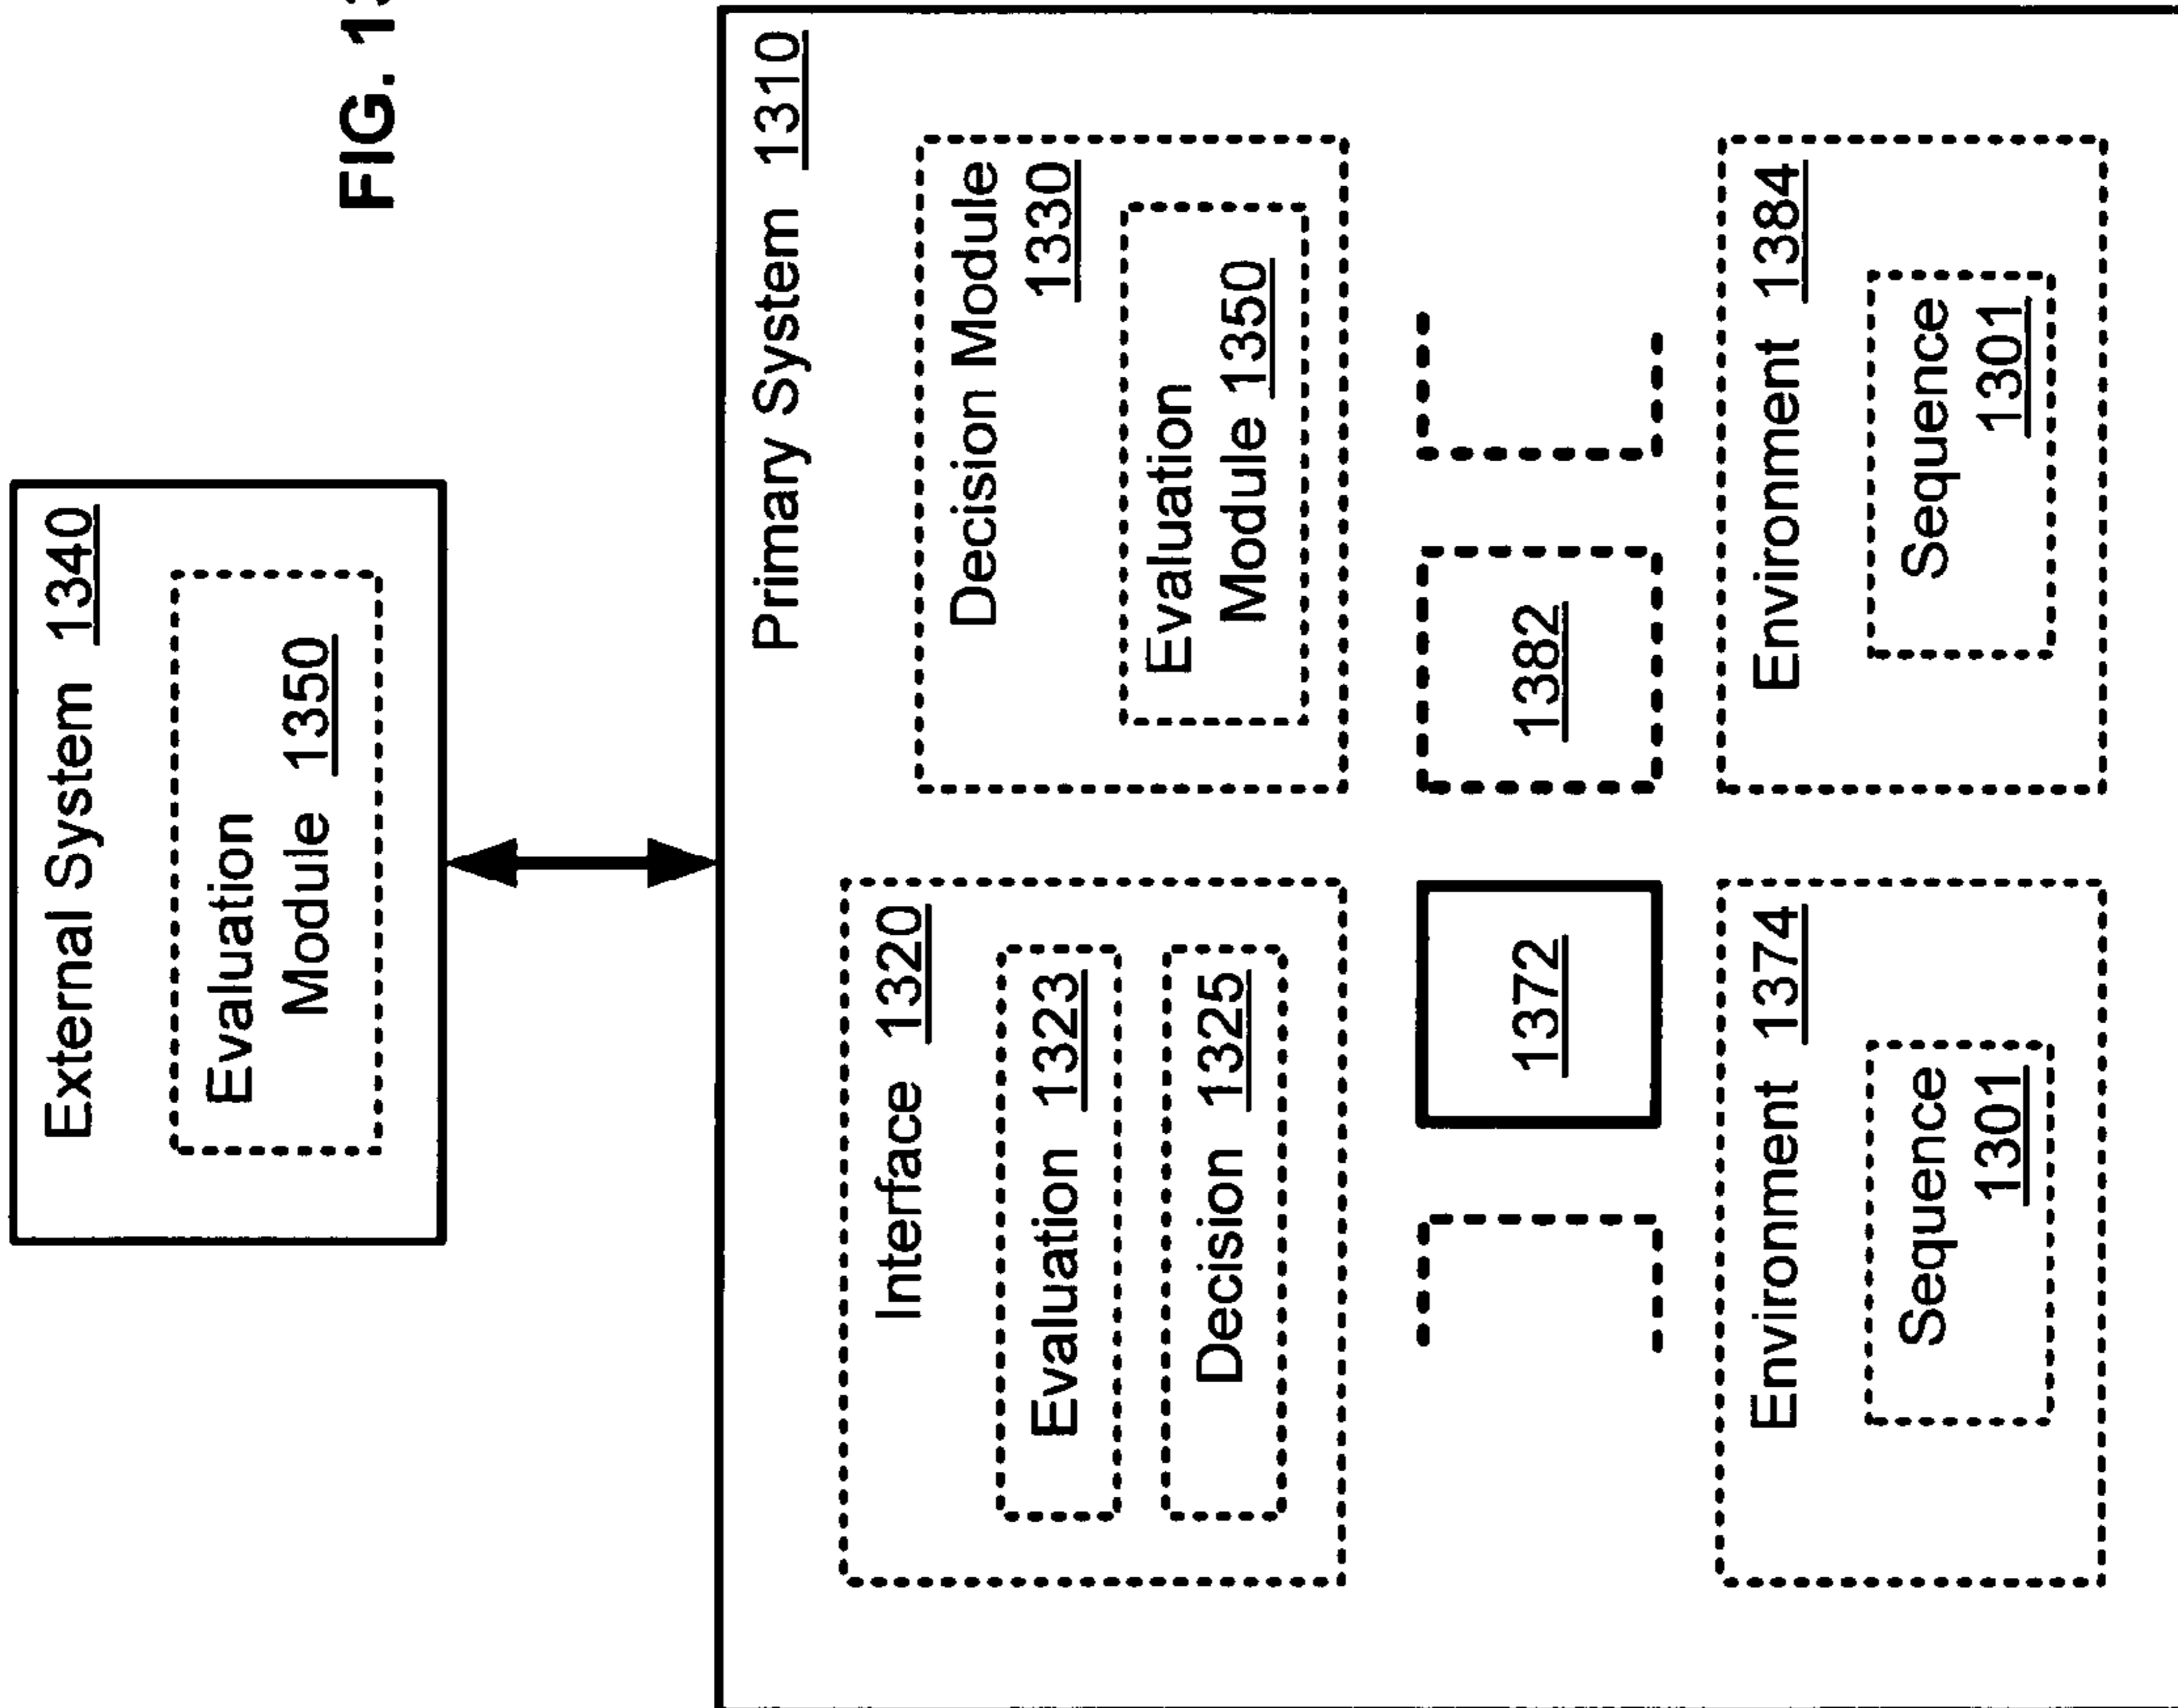 External System 1340
Evaluation
Module 1350
FIG. 1
Primary System 1310
Interface 1320
Evaluation 1323
Decision 1325
Decision Module
1330
Evaluation
Module 1350
1372
1382
Environment 1374
Sequence
1301
Environment 1384
Sequence
1301